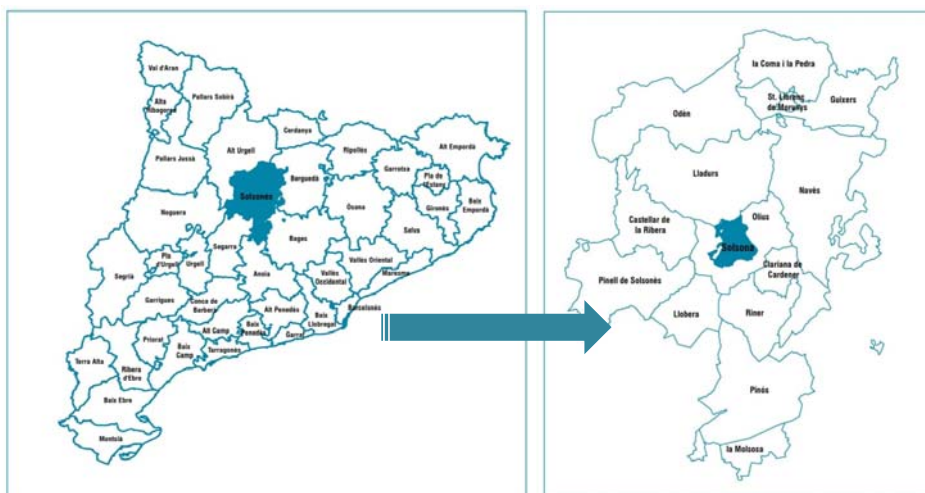 Val d'Aran
Alta
Ribagorça
Pallars Sobirà
Cerdanya
Alt Urgell
Ripollès
Alt Empordà
Pallars Jussà
Berguedà
Garrotxa
Pla de
l'Estany
Solsonès
Gironès
Baix
Empordà
Osona
Noguera
Selva
Bages
Segarra
Vallès Oriental
Pla
d'Urgell
Urgell
Segrià
Anoia
Vallès
Occidental
Maresme
Garrigues
Conca de
Barberà
Alt Penedès
Barcelonès
Baix
Llobregat
Alt Camp
Baix
Penedès
Garraf
Priorat
Baix
Camp
Tarragonès
Terra Alta
Ribera
d'Ebre
Baix Ebre
Montsià
la Coma i la Pedra
St. Llorenç
de Morunys
Guixers
Odèn
Lladurs
Navès
Castellar de
la Ribera
Olius
Solsona
Clariana de
Cardener
Pinell de Solsonès
Llobera
Riner
Pinós
la Molsosa